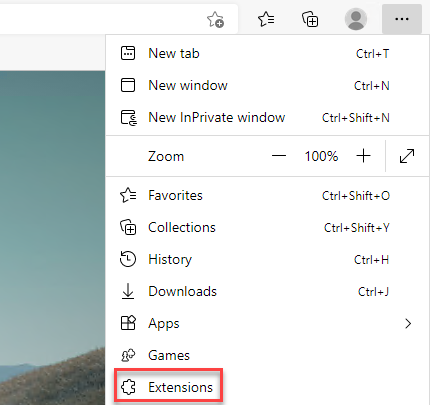 New tab Ctrl+T
New window Ctrl+N
New InPrivate window Ctrl+Shift+N
Zoom — 100% +
Favorites Ctrl+Shift+O
Collections Ctrl+Shift+Y
History Ctrl+H
Downloads Ctrl+J
Apps
Games
Extensions